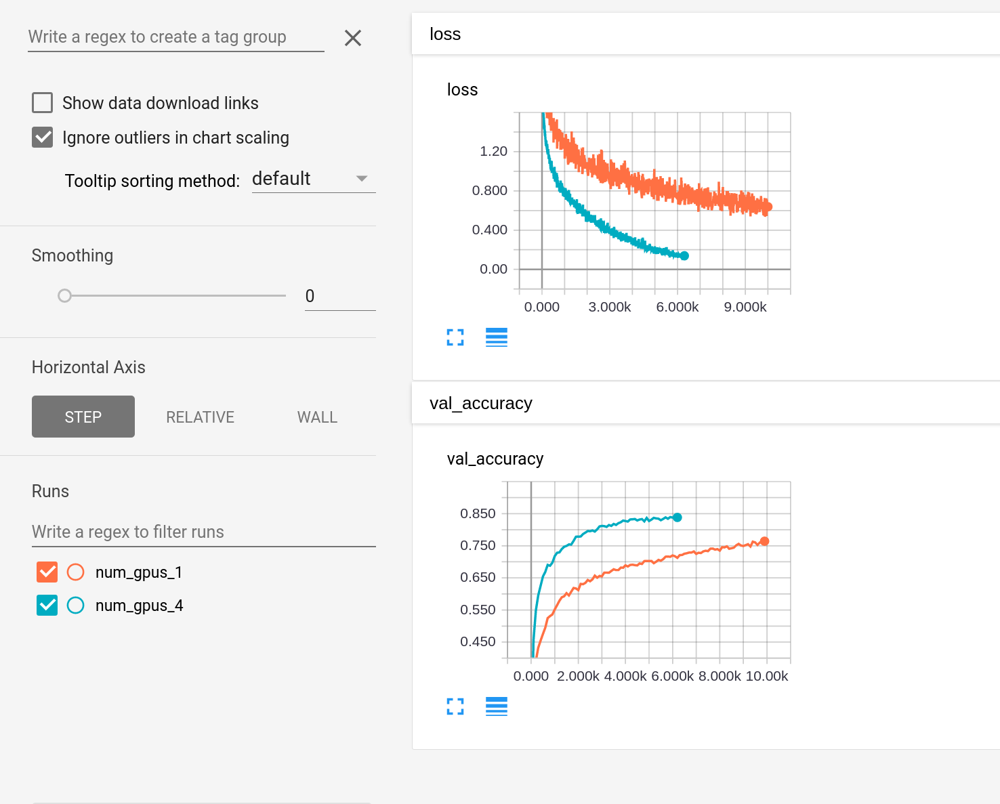 Write a regex to create a tag group
Show data download links
Ignore outliers in chart scaling
Tooltip sorting method: default
Smoothing
0
Horizontal Axis
STEP RELATIVE WALL
Runs
Write a regex to filter runs
num_gpus_1
num_gpus_4
loss
loss
1.20
0.800
0.400
0.00
0.000 3.000k 6.000k 9.000k
val_accuracy
val_accuracy
0.850
0.750
0.650
0.550
0.450
0.000 2.000k 4.000k 6.000k 8.000k 10.00k